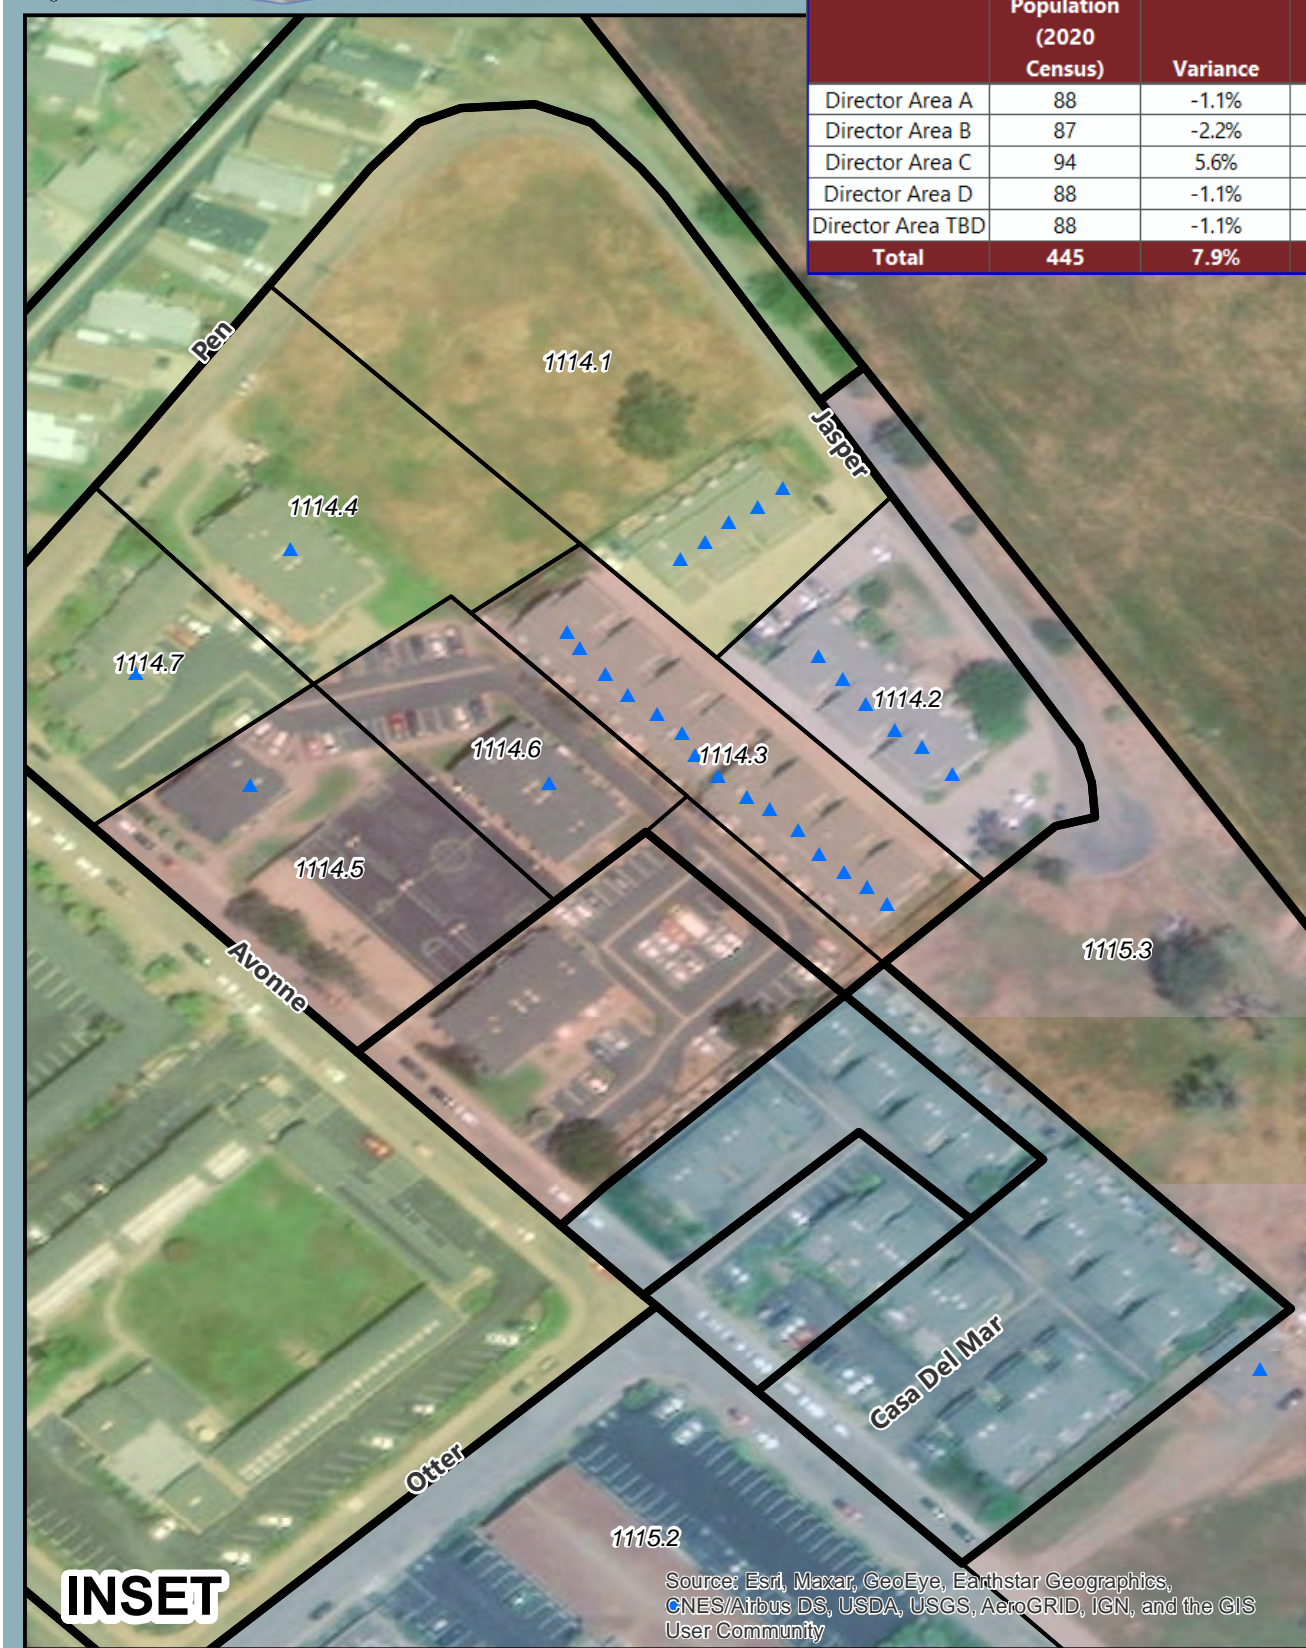 Population
(2020
Census) Variance
Director Area A 88 -1.1%
Director Area B 87 -2.2%
Director Area C 94 5.6%
Director Area D 88 -1.1%
Director Area TBD 88 -1.1%
Total 445 7.9%
Pen
1114.1
Jasper
1114.4
1114.7
1114.2
1114.6
1114.3
1114.5
1115.3
Avonne
Casa Del Mar
Otter
1115.2
INSET
Source: Esri, Maxar, GeoEye, Earthstar Geographics,
CNES/Airbus DS, USDA, USGS, AeroGRID, IGN, and the GIS
User Community